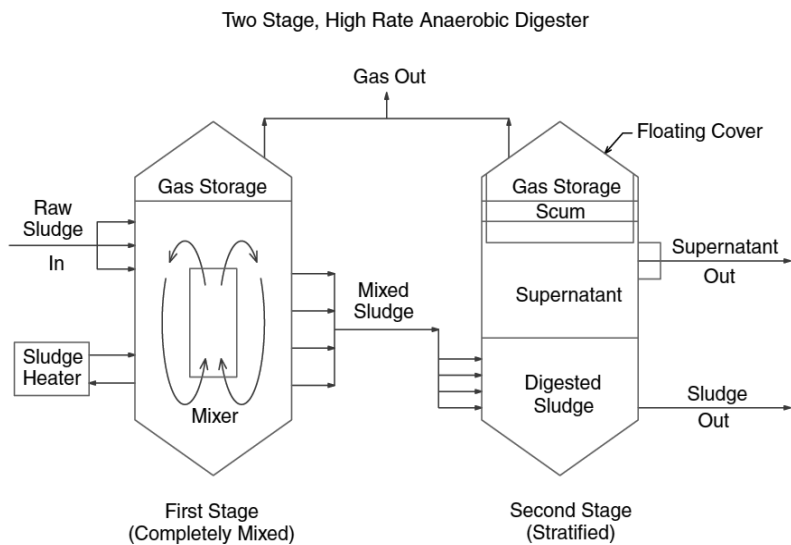 Two Stage, High Rate Anaerobic Digester
Gas Out
Floating Cover
Gas Storage
Gas Storage
Scum
Raw
Sludge
In
Supernatant
Out
Mixed
Sludge
Supernatant
Sludge
Heater
Mixer
Digested
Sludge
Sludge
Out
First Stage
(Completely Mixed)
Second Stage
(Stratified)